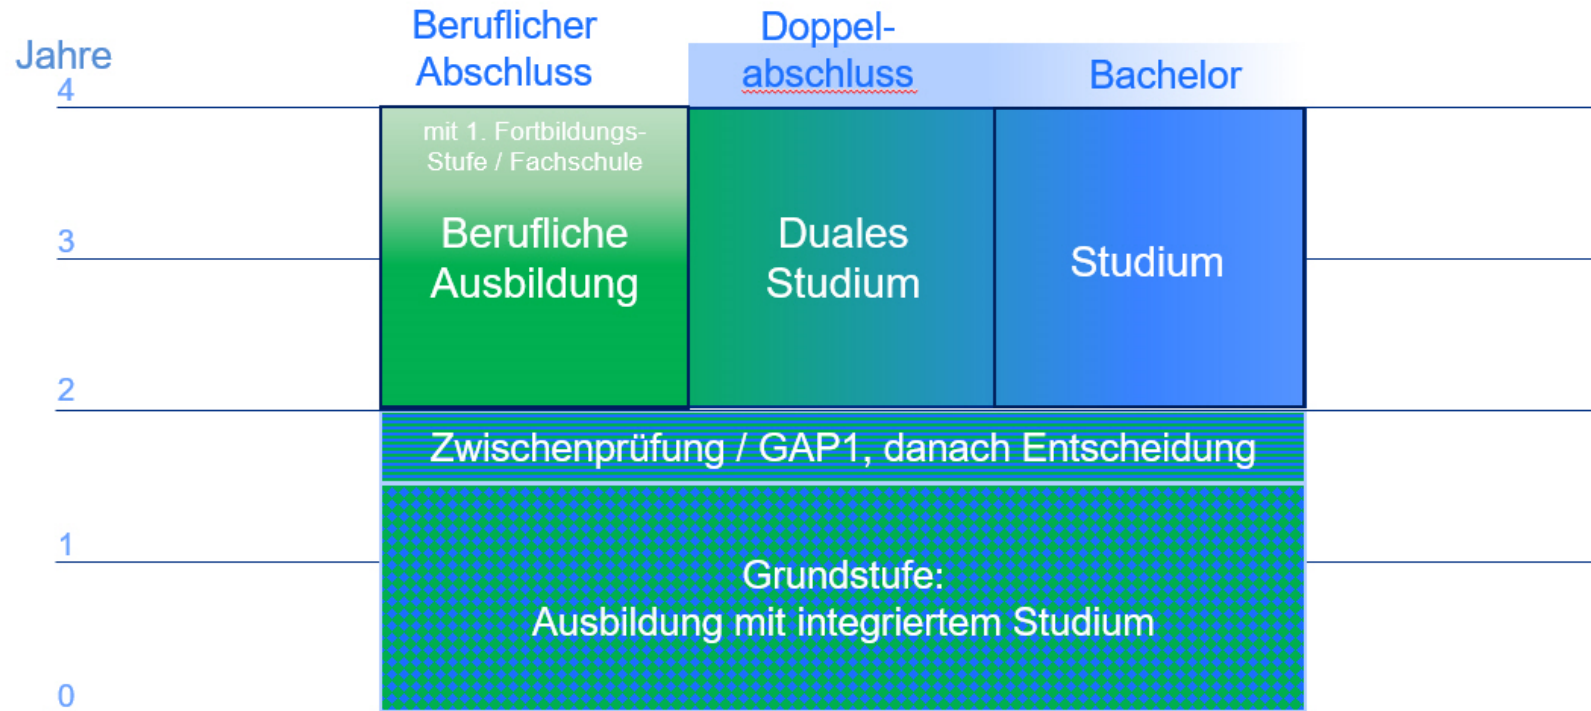 Jahre
4
3
2
1
0
Beruflicher
Abschluss
Doppel-
abschluss
Bachelor
mit 1. Fortbildungs-
Stufe / Fachschule
Berufliche
Ausbildung
Duales
Studium
Studium
Zwischenprüfung / GAP1, danach Entscheidung
Grundstufe:
Ausbildung mit integriertem Studium